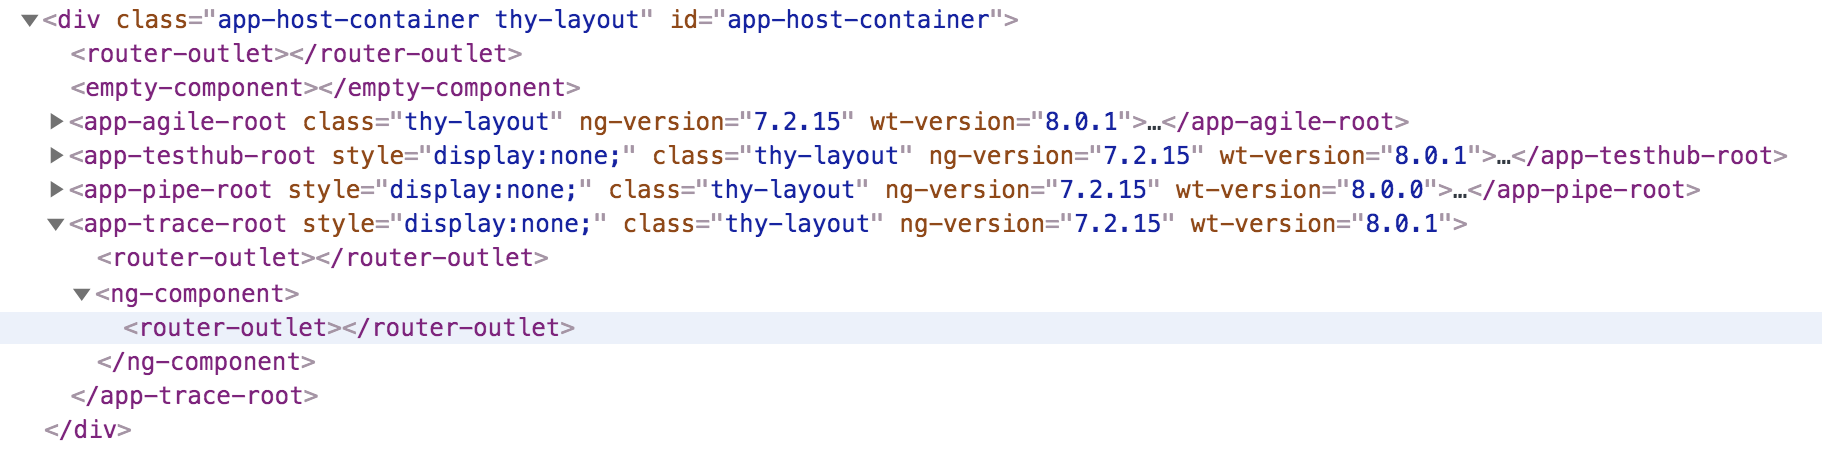 ▼<div class="app-host-container thy-layout" id="app-host-container">
<router-outlet></router-outlet>
<empty-component></empty-component>
▶<app-agile-root class="thy-layout" ng-version="7.2.15" wt-version="8.0.1">…</app-agile-root>
▶<app-testhub-root style="display:none;" class="thy-layout" ng-version="7.2.15" wt-version="8.0.1">…</app-testhub-root>
▶<app-pipe-root style="display:none;" class="thy-layout" ng-version="7.2.15" wt-version="8.0.0">…</app-pipe-root>
▼<app-trace-root style="display:none;" class="thy-layout" ng-version="7.2.15" wt-version="8.0.1">
<router-outlet></router-outlet>
▼<ng-component>
<router-outlet></router-outlet>
</ng-component>
</app-trace-root>
</div>